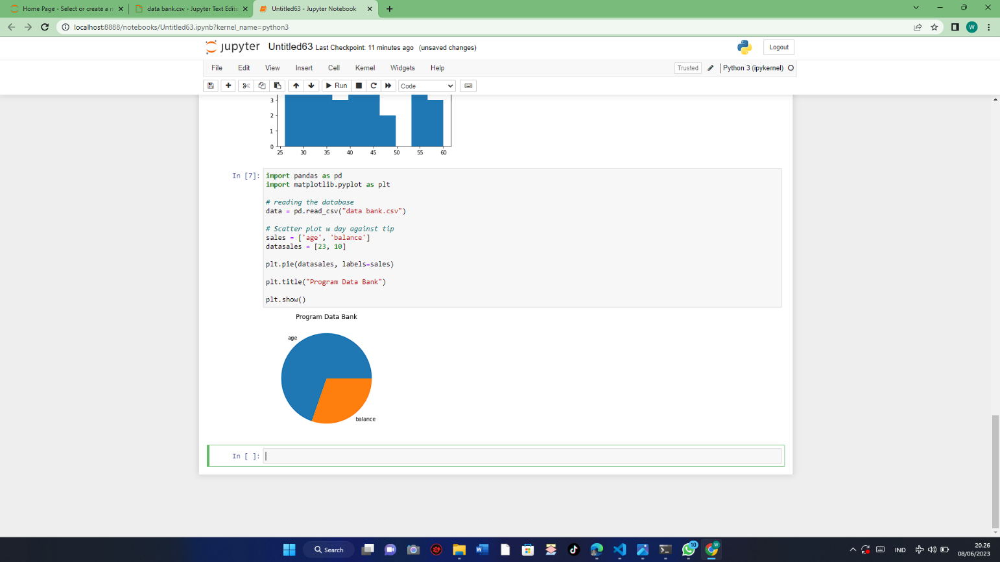 Home Page - Select or create a n
data bank.csv - Jupyter Text Edito
Untitled63 - Jupyter Notebook
localhost:8888/notebooks/Untitled63.ipynb?kernel_name=python3
W
jupyter
Untitled63 Last Checkpoint: 11 minutes ago (unsaved changes)
Logout
File Edit View Insert Cell Kernel Widgets Help
Trusted
Python 3 (ipykernel)
Run
Code
3
2
1
0
25 30 35 40 45 50 55 60
In [7]:
import pandas as pd
import matplotlib.pyplot as plt
# reading the database
data = pd.read_csv("data bank.csv")
# Scatter plot w day against tip
sales = ['age', 'balance']
datasales = [23, 10]
plt.pie(datasales, labels=sales)
plt.title("Program Data Bank")
plt.show()
Program Data Bank
age
balance
In [ ]:
Search
10
W
IND
20.26
08/06/2023